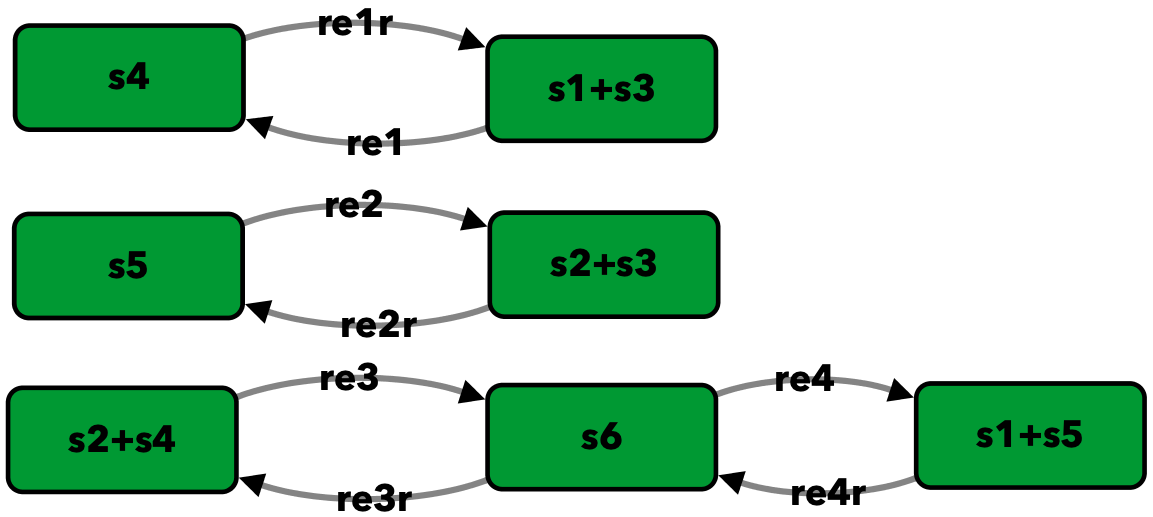 re1r
s4
s1+s3
re1
re2
s5
s2+s3
re2r
re3
re4
s2+s4
s6
s1+s5
re3r
re4r